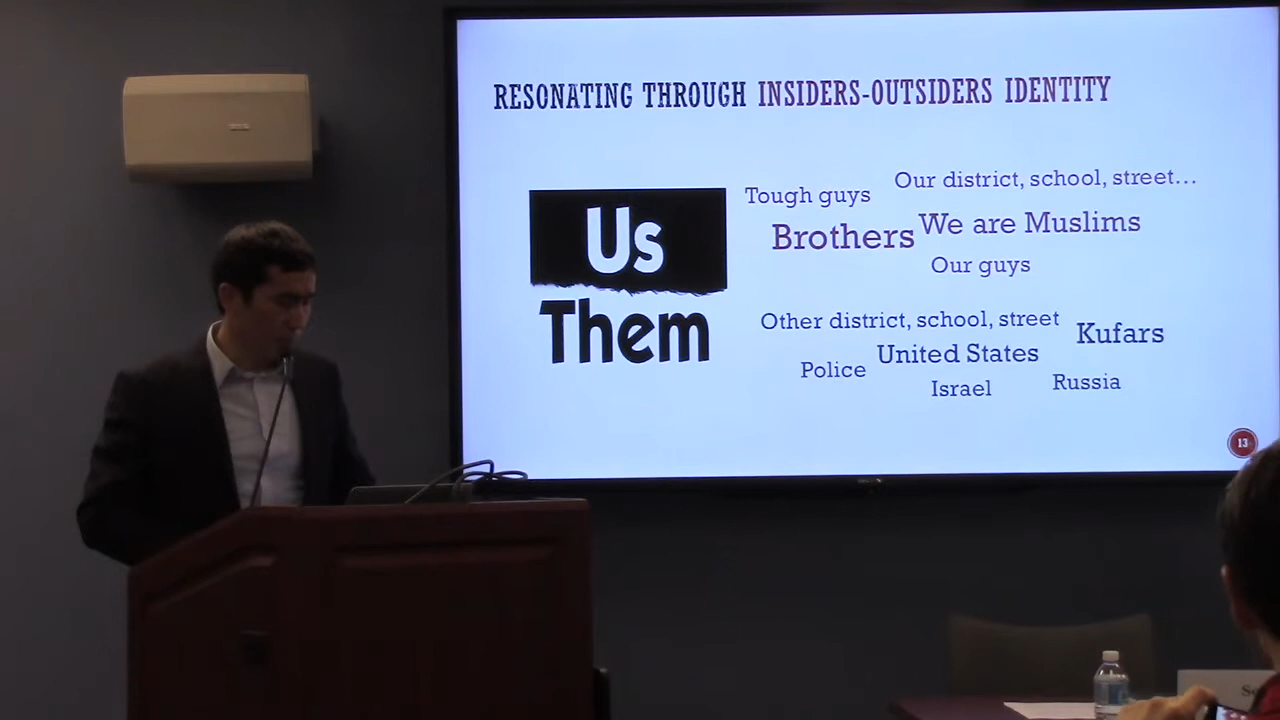 RESONATING THROUGH INSIDERS-OUTSIDERS IDENTITY
Us
Them
Tough guys
Our district, school, street...
Brothers
We are Muslims
Our guys
Other district, school, street
Kufars
United States
Police
Israel
Russia
13